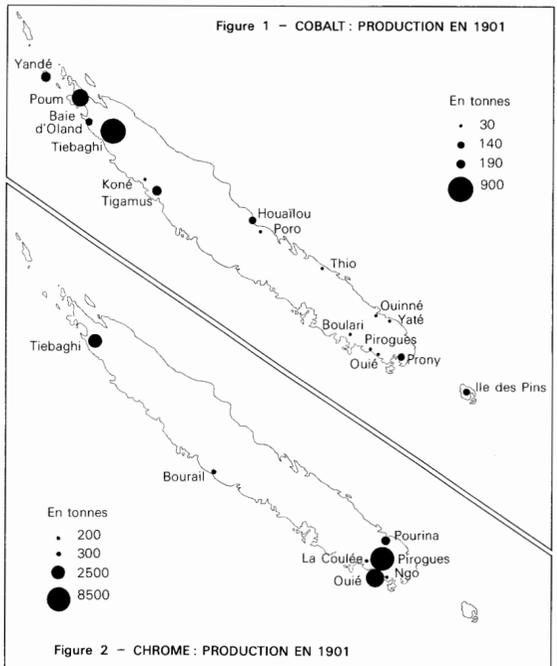 Figure 1 – COBALT : PRODUCTION EN 1901
Yandé
Poum
Baie
d'Oland
Tiebaghi
Koné
Tigamus
Houaïlou
Poro
Thio
Ouinné
Yaté
Boulari
Pirogues
Ouié
Prony
Ile des Pins
En tonnes
30
140
190
900
Tiebaghi
Bourail
Pourina
La Coulée
Pirogues
Ngo
Ouié
En tonnes
200
300
2500
8500
Figure 2 – CHROME : PRODUCTION EN 1901